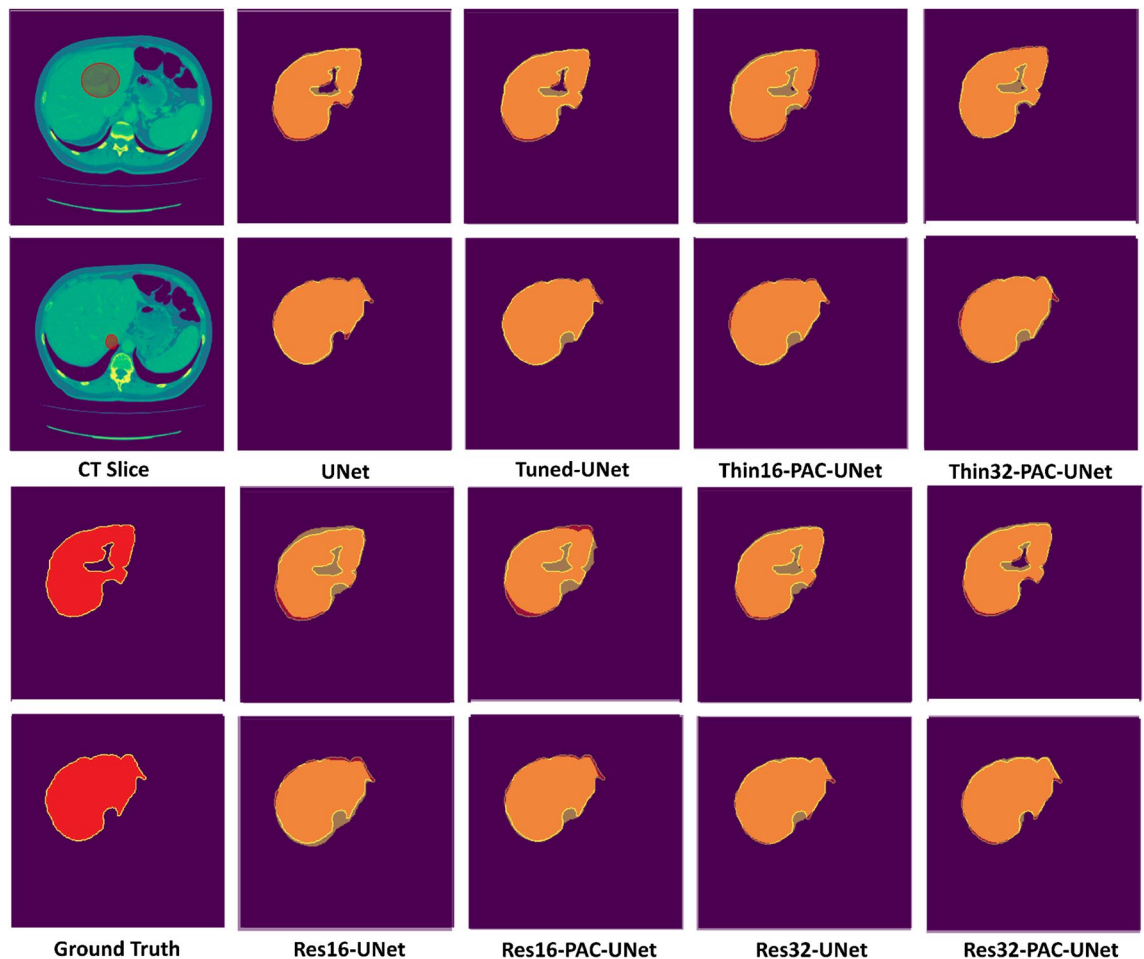 CT Slice
UNet
Tuned-UNet
Thin16-PAC-UNet
Thin32-PAC-UNet
Ground Truth
Res16-UNet
Res16-PAC-UNet
Res32-UNet
Res32-PAC-UNet